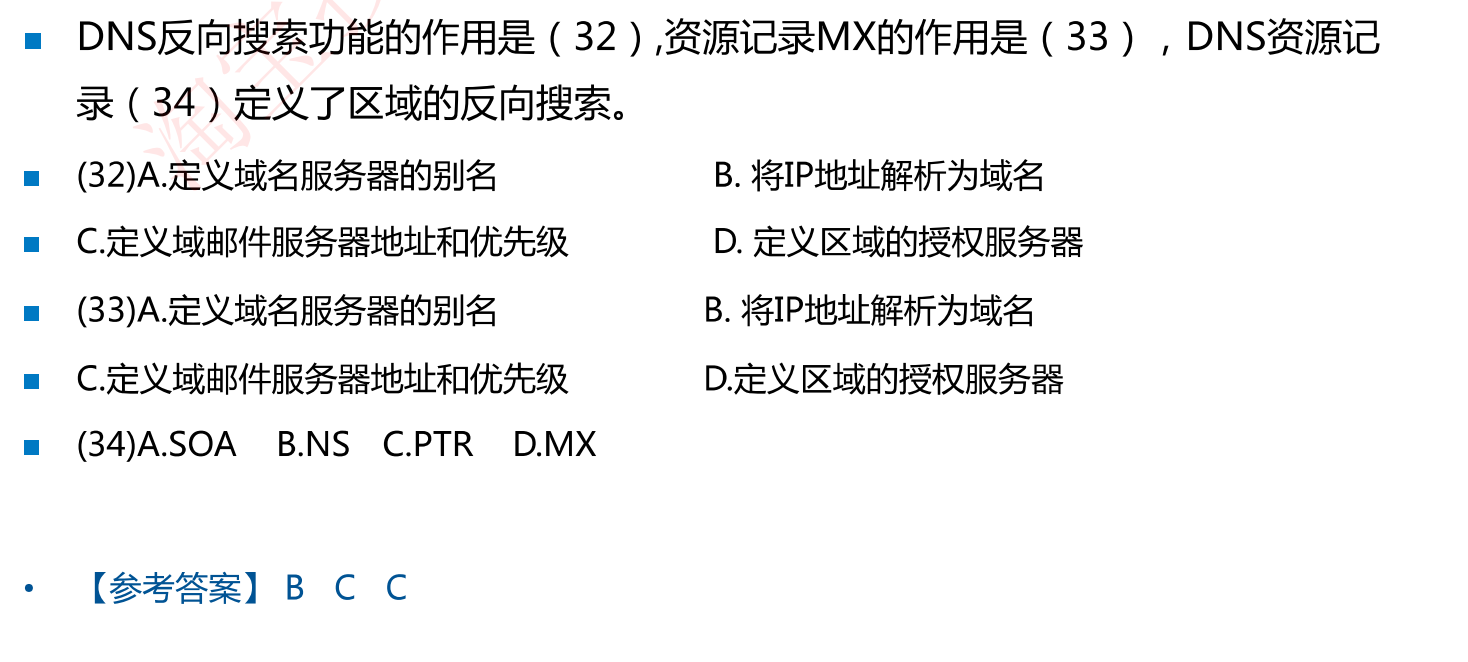 DNS反向搜索功能的作用是（32）,资源记录MX的作用是（33），DNS资源记
录（34）定义了区域的反向搜索。
(32)A.定义域名服务器的别名 B. 将IP地址解析为域名
C.定义域邮件服务器地址和优先级 D. 定义区域的授权服务器
(33)A.定义域名服务器的别名 B. 将IP地址解析为域名
C.定义域邮件服务器地址和优先级 D.定义区域的授权服务器
(34)A.SOA B.NS C.PTR D.MX
【参考答案】 B C C
淘宝